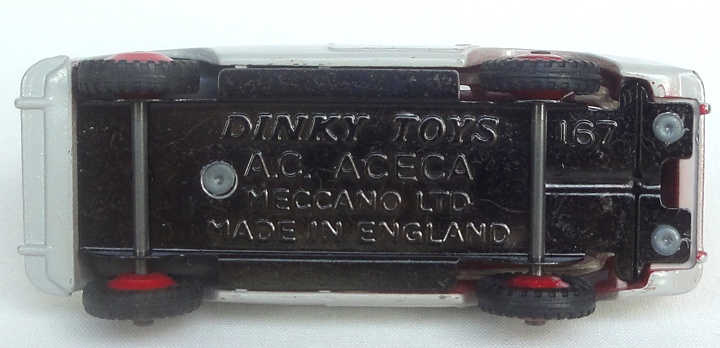 DINKY TOYS 167
A.C. ACECA
MECCANO LTD
MADE IN ENGLAND